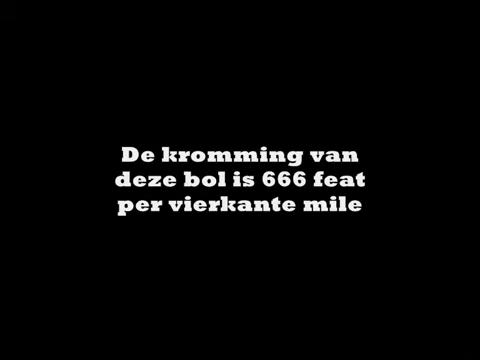 De kromming van
deze bol is 666 feat
per vierkante mile